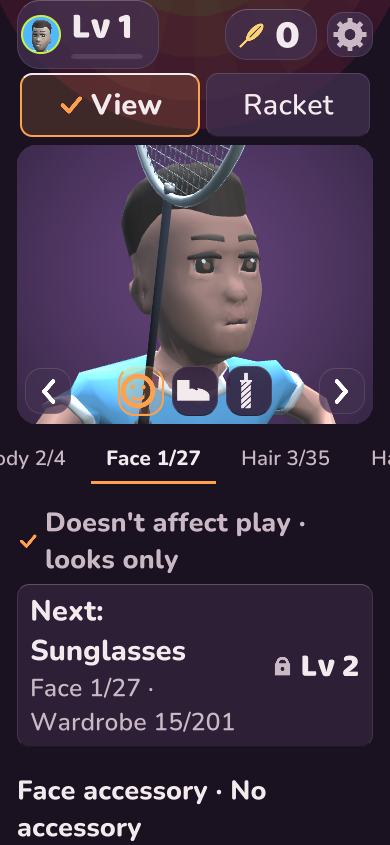 Lv 1
0
View
Racket
ody 2/4
Face 1/27
Hair 3/35
Ha
Doesn't affect play ·
looks only
Next:
Sunglasses
Lv 2
Face 1/27 ·
Wardrobe 15/201
Face accessory · No
accessory